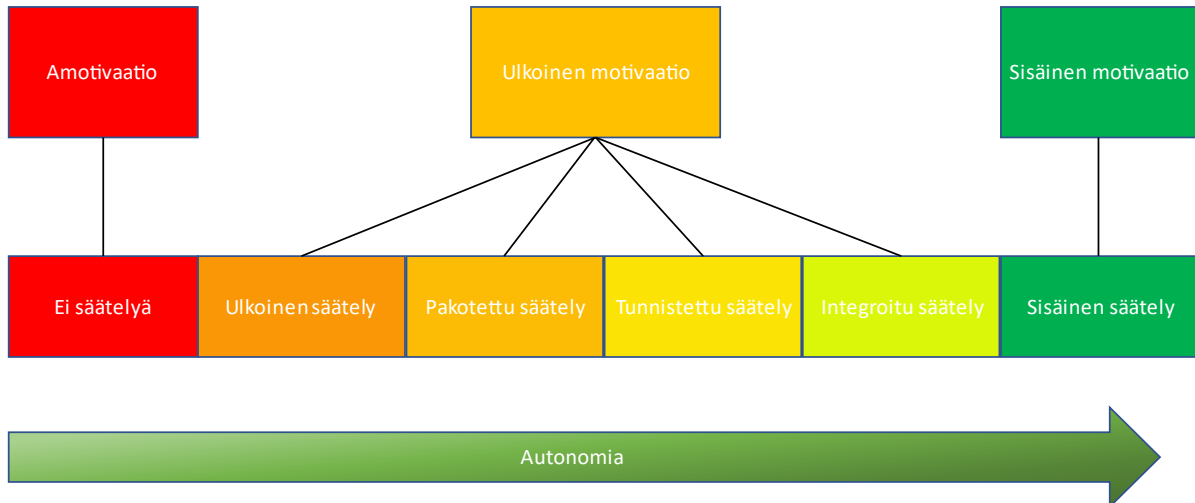 Amotivaatio
Ulkoinen motivaatio
Sisäinen motivaatio
Ei säätelyä
Ulkoinen säätely
Pakotettu säätely
Tunnistettu säätely
Integroitu säätely
Sisäinen säätely
Autonomia